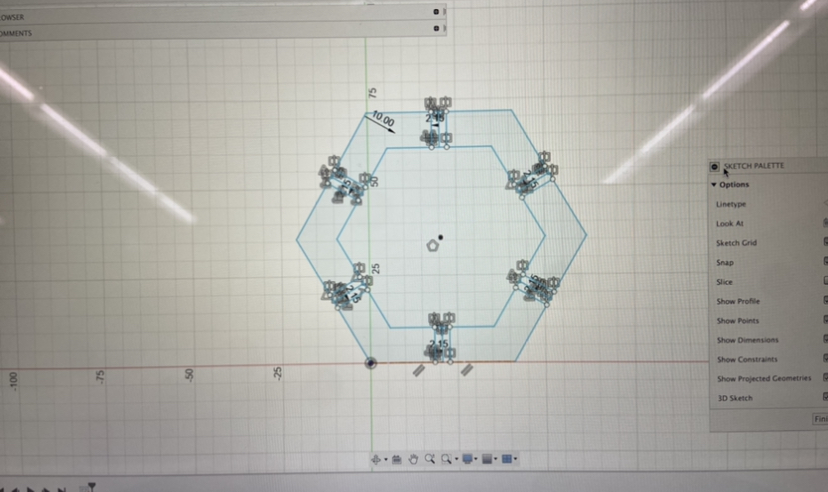 OWSER
OMMENTS
75
10.00
2.15
50
25
2.15
-100
-75
-50
-25
SKETCH PALETTE
Options
Linetype
Look At
Sketch Grid
Snap
Slice
Show Profile
Show Points
Show Dimensions
Show Constraints
Show Projected Geometries
3D Sketch
Fini